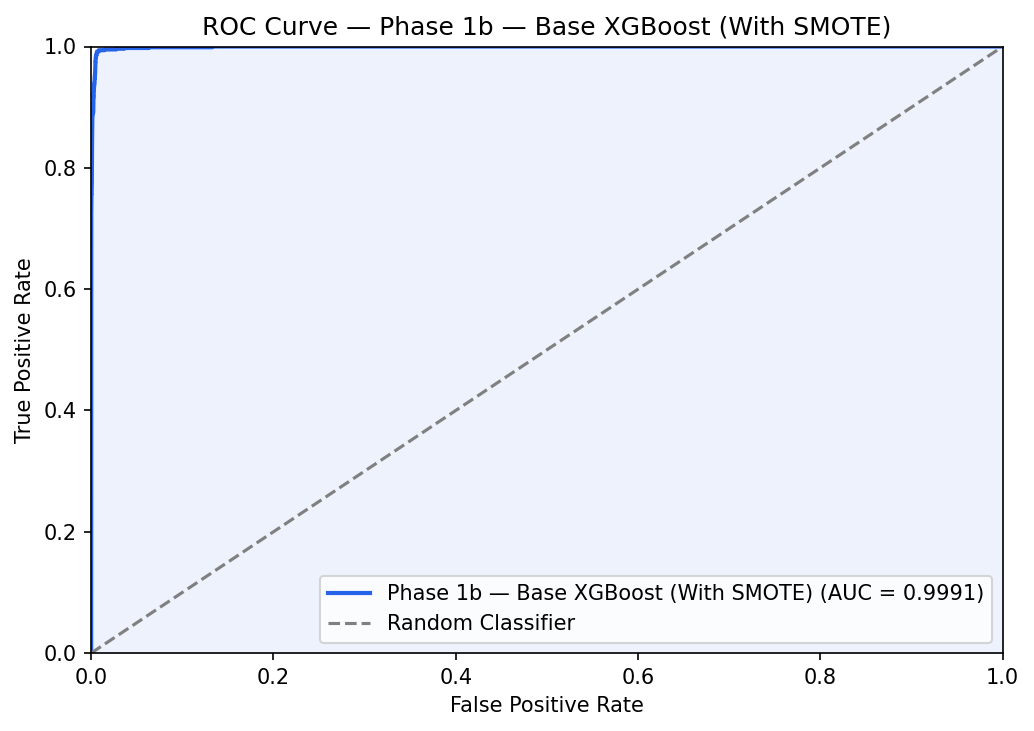 ROC Curve — Phase 1b — Base XGBoost (With SMOTE)
1.0
0.8
0.6
0.4
0.2
0.0
True Positive Rate
Phase 1b — Base XGBoost (With SMOTE) (AUC = 0.9991)
Random Classifier
0.0 0.2 0.4 0.6 0.8 1.0
False Positive Rate